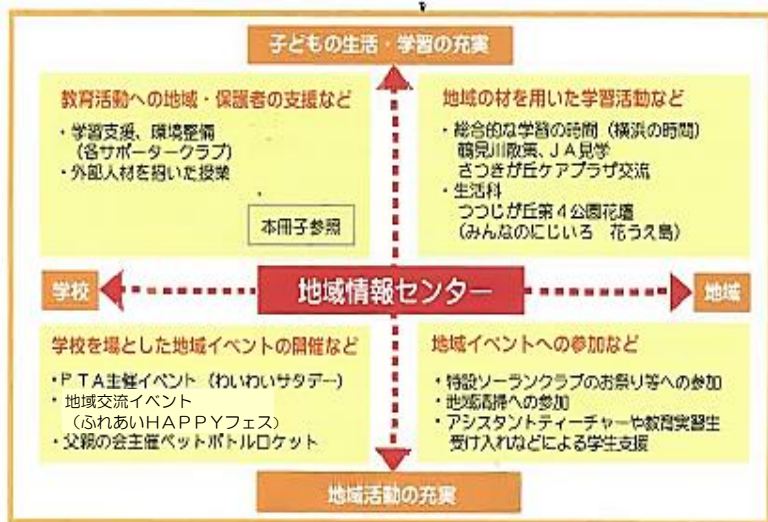 子どもの生活・学習の充実
教育活動への地域・保護者の支援など
・学習支援、環境整備
（各サポータークラブ）
・外部人材を招いた授業
本冊子参照
地域の材を用いた学習活動など
・総合的な学習の時間（横浜の時間）
鶴見川散策、ＪＡ見学
さつきが丘ケアプラザ交流
・生活科
つつじが丘第４公園花壇
（みんなのにじいろ　花うえ島）
学校
地域情報センター
地域
学校を場とした地域イベントの開催など
・ＰＴＡ主催イベント（わいわいサタデー）
・地域交流イベント
（ふれあいＨＡＰＰＹフェス）
・父親の会主催ペットボトルロケット
地域イベントへの参加など
・特設ソーランクラブのお祭り等への参加
・地域清掃への参加
・アシスタントティーチャーや教育実習生
受け入れなどによる学生支援
地域活動の充実